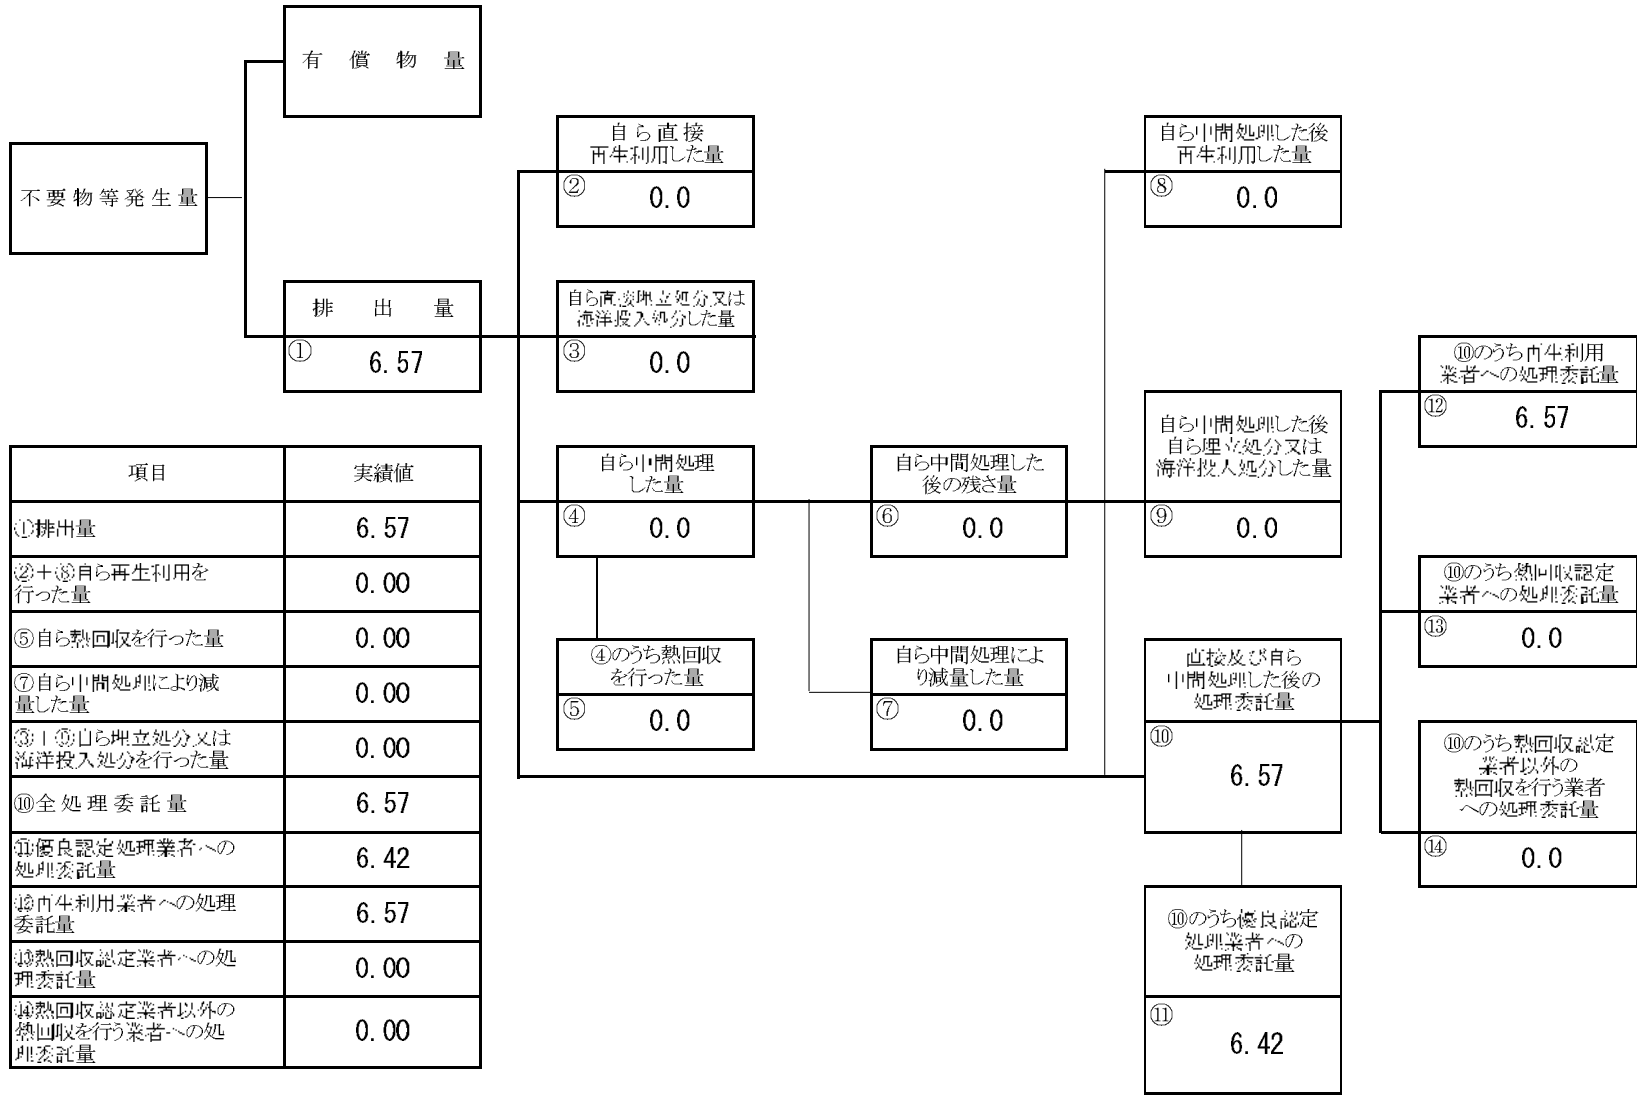 有償物量
不要物等発生量
排出量
①
6.57
自ら直接
再生利用した量
②
0.0
自ら直接埋立処分又は
海洋投入処分した量
③
0.0
自ら中間処理
した量
④
0.0
④のうち熱回収
を行った量
⑤
0.0
自ら中間処理した
後の残さ量
⑥
0.0
自ら中間処理によ
り減量した量
⑦
0.0
自ら中間処理した後
再生利用した量
⑧
0.0
自ら中間処理した後
自ら埋立処分又は
海洋投入処分した量
⑨
0.0
直接及び自ら
中間処理した後の
処理委託量
⑩
6.57
⑩のうち優良認定
処理業者への
処理委託量
⑪
6.42
⑩のうち再生利用
業者への処理委託量
⑫
6.57
⑩のうち熱回収認定
業者への処理委託量
⑬
0.0
⑩のうち熱回収認定
業者以外の
熱回収を行う業者
への処理委託量
⑭
0.0
項目 実績値
①排出量 6.57
②+⑧自ら再生利用を
行った量 0.00
⑤自ら熱回収を行った量 0.00
⑦自ら中間処理により減
量した量 0.00
③+⑨自ら埋立処分又は
海洋投入処分を行った量 0.00
⑩全処理委託量 6.57
⑪優良認定処理業者への
処理委託量 6.42
⑫再生利用業者への処理
委託量 6.57
⑬熱回収認定業者への処
理委託量 0.00
⑭熱回収認定業者以外の
熱回収を行う業者への処
理委託量 0.00